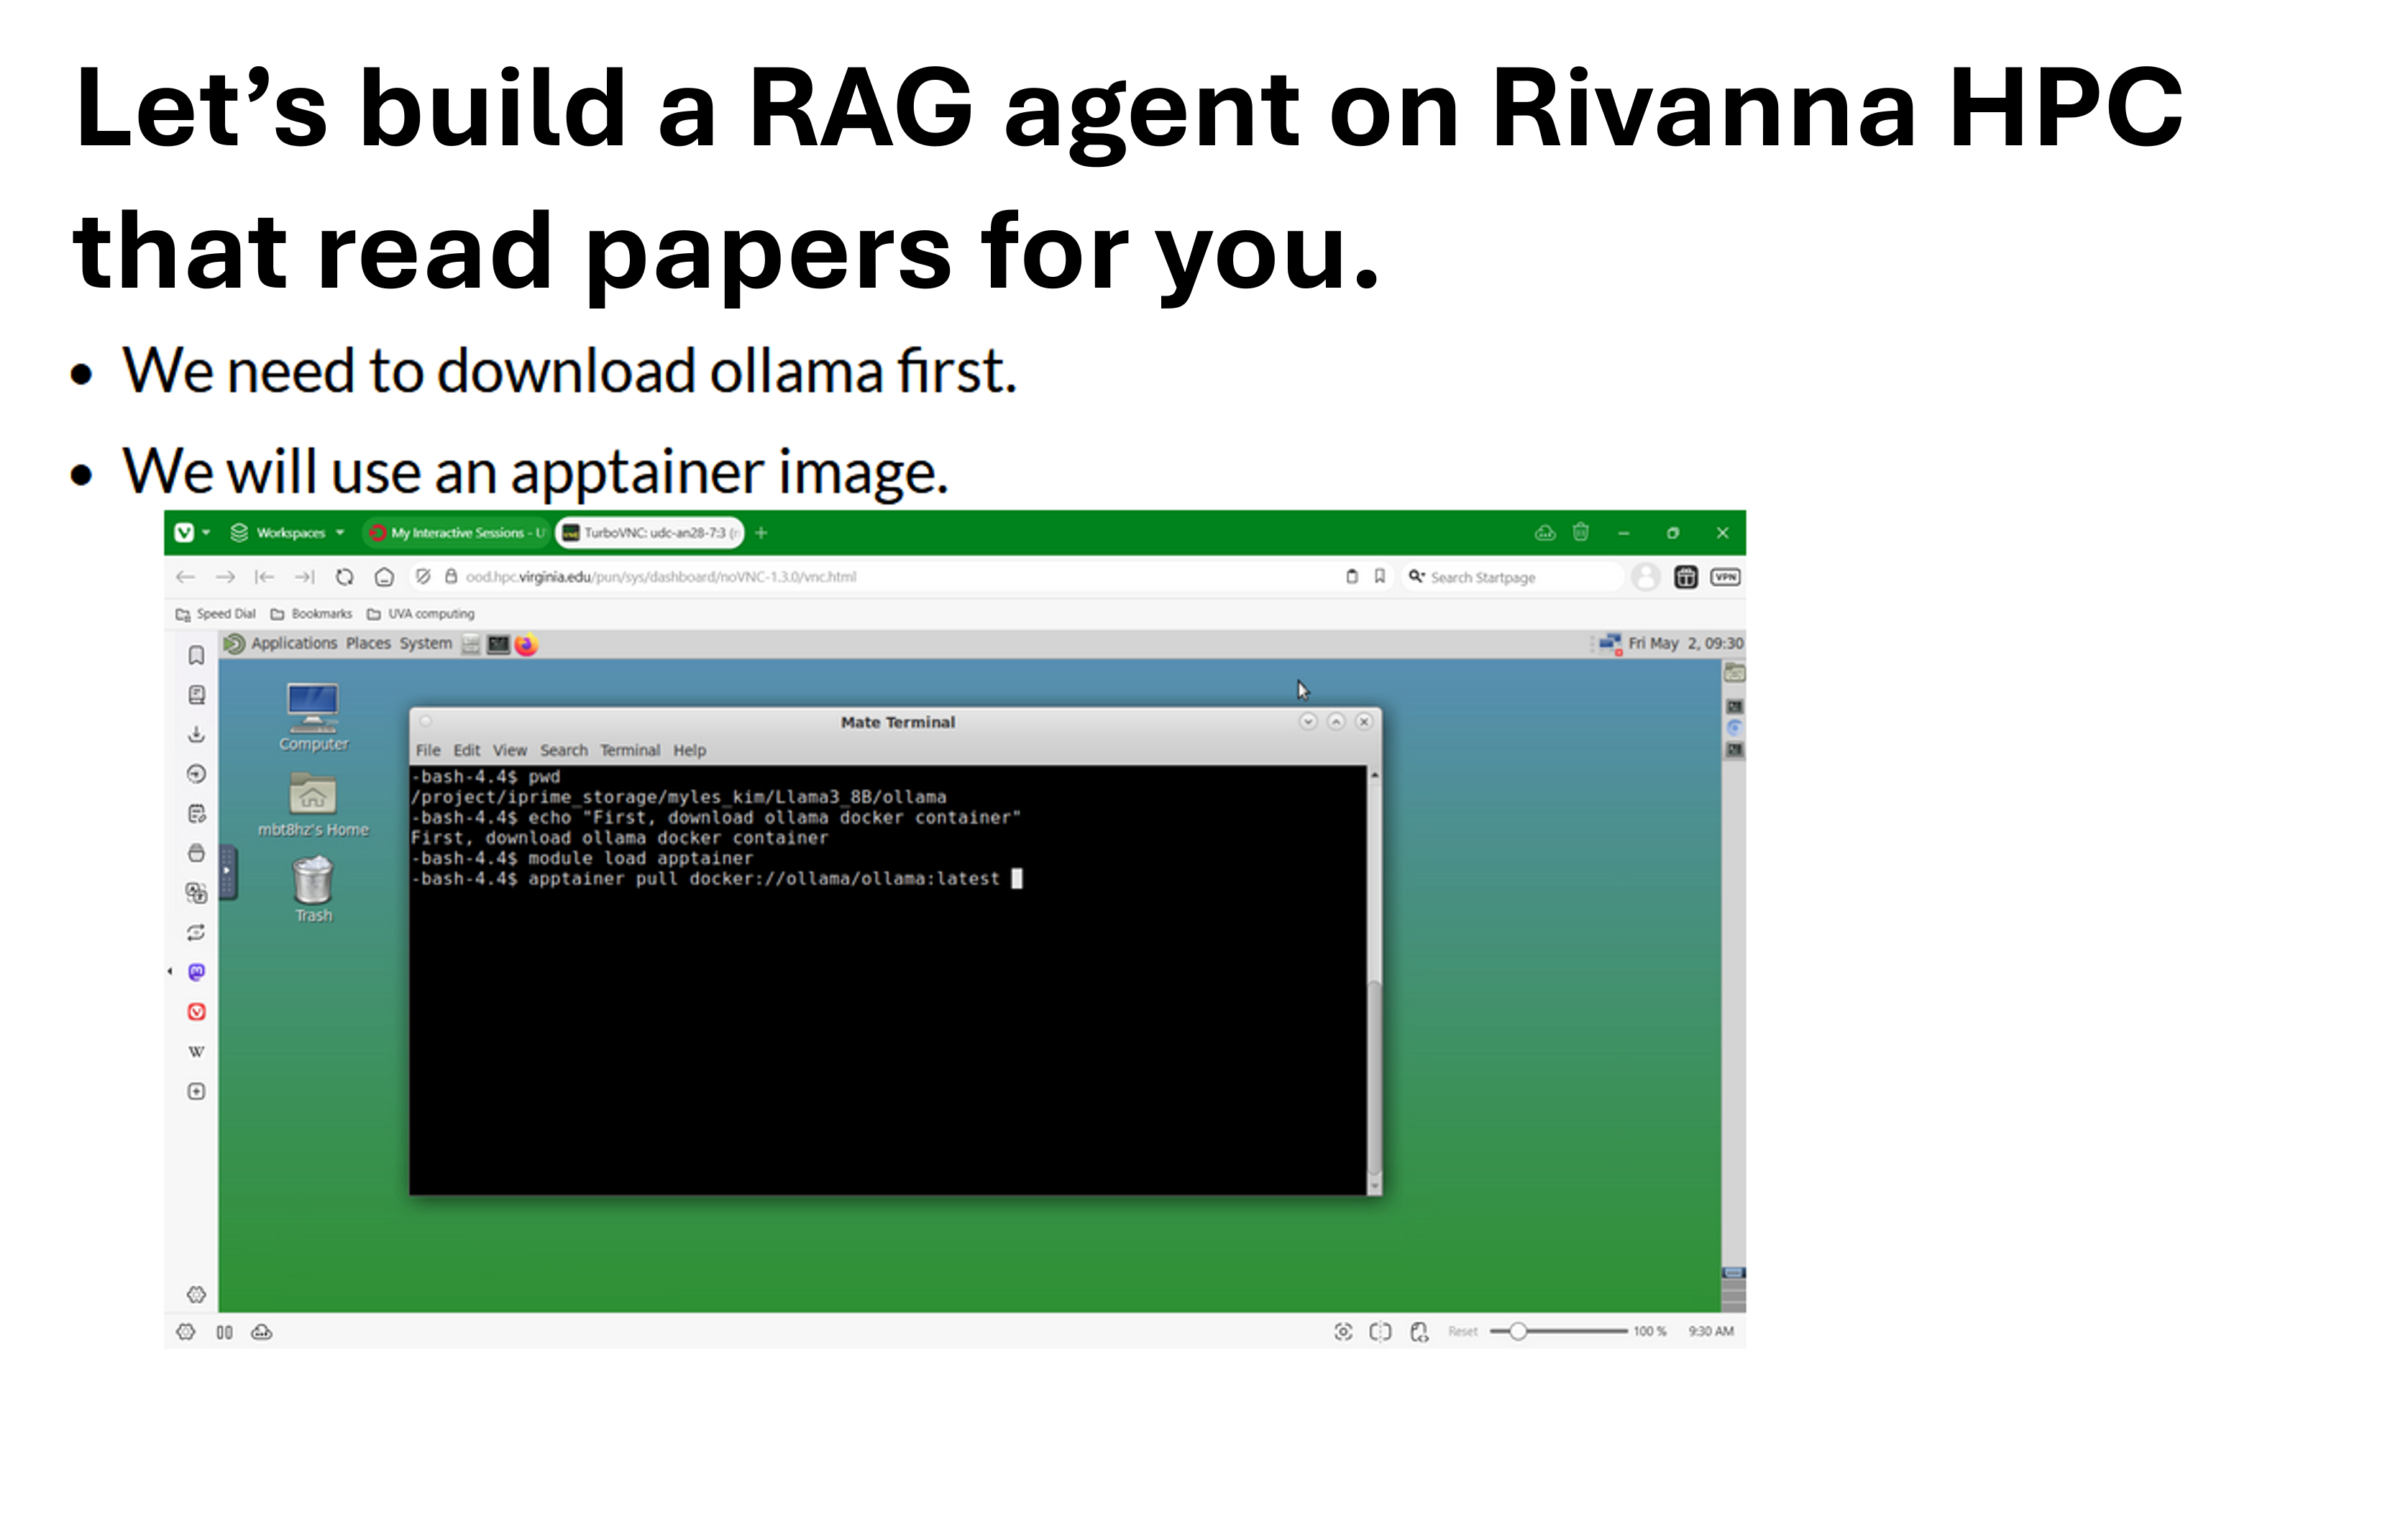 Let’s build a RAG agent on Rivanna HPC
that read papers for you.
• We need to download ollama first.
• We will use an apptainer image.
Workspaces
My Interactive Sessions - U
TurboVNC: udc-an28-7:3 (
ood.hpc.virginia.edu/pun/sys/dashboard/noVNC-1.3.0/vnc.html
Search Startpage
VPN
Speed Dial Bookmarks UVA computing
Applications Places System
Fri May 2, 09:30
Computer
mbt8hz's Home
Trash
Mate Terminal
File Edit View Search Terminal Help
-bash-4.4$ pwd
/project/iprime_storage/myles_kim/Llama3_8B/ollama
-bash-4.4$ echo "First, download ollama docker container"
First, download ollama docker container
-bash-4.4$ module load apptainer
-bash-4.4$ apptainer pull docker://ollama/ollama:latest
W
Reset 100 % 9:30 AM